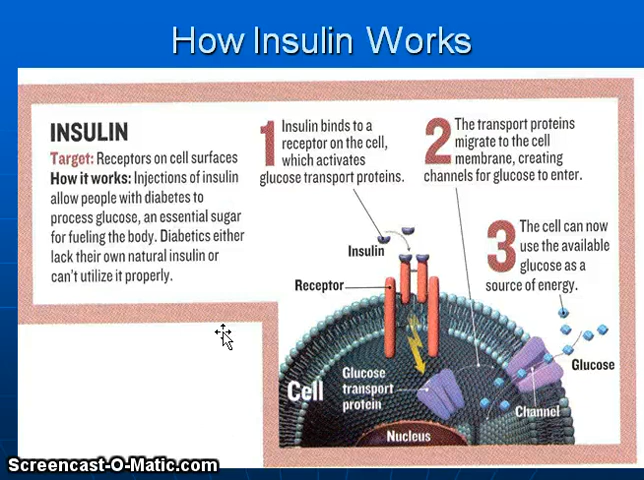 How Insulin Works
INSULIN
Target: Receptors on cell surfaces
How it works: Injections of insulin
allow people with diabetes to
process glucose, an essential sugar
for fueling the body. Diabetics either
lack their own natural insulin or
can't utilize it properly.
1 Insulin binds to a
receptor on the cell,
which activates
glucose transport proteins.
2 The transport proteins
migrate to the cell
membrane, creating
channels for glucose to enter.
3 The cell can now
use the available
glucose as a
source of energy.
Insulin
Receptor
Glucose
Cell
Glucose
transport
protein
Channel
Nucleus
Screencast-O-Matic.com